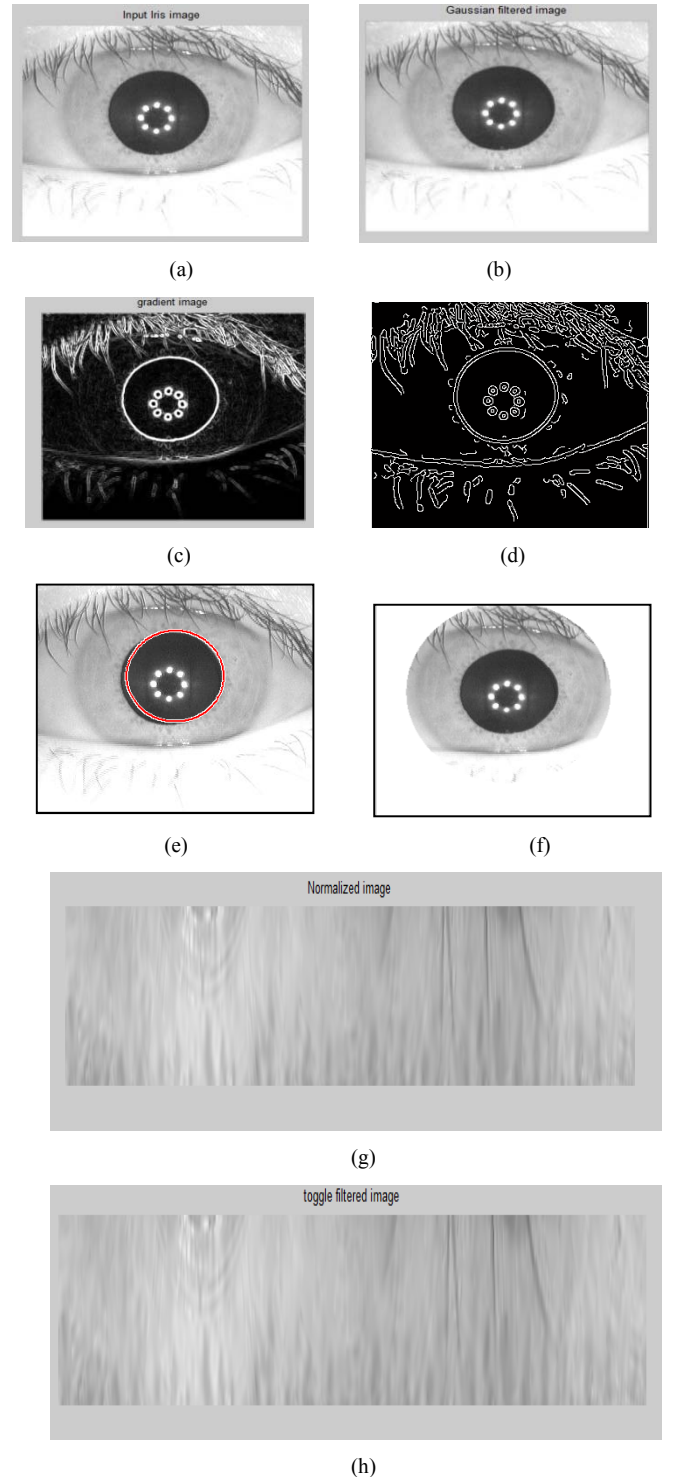 Input Iris image
Gaussian filtered image
(a)
(b)
gradient image
(c)
(d)
(e)
(f)
Normalized image
(g)
toggle filtered image
(h)